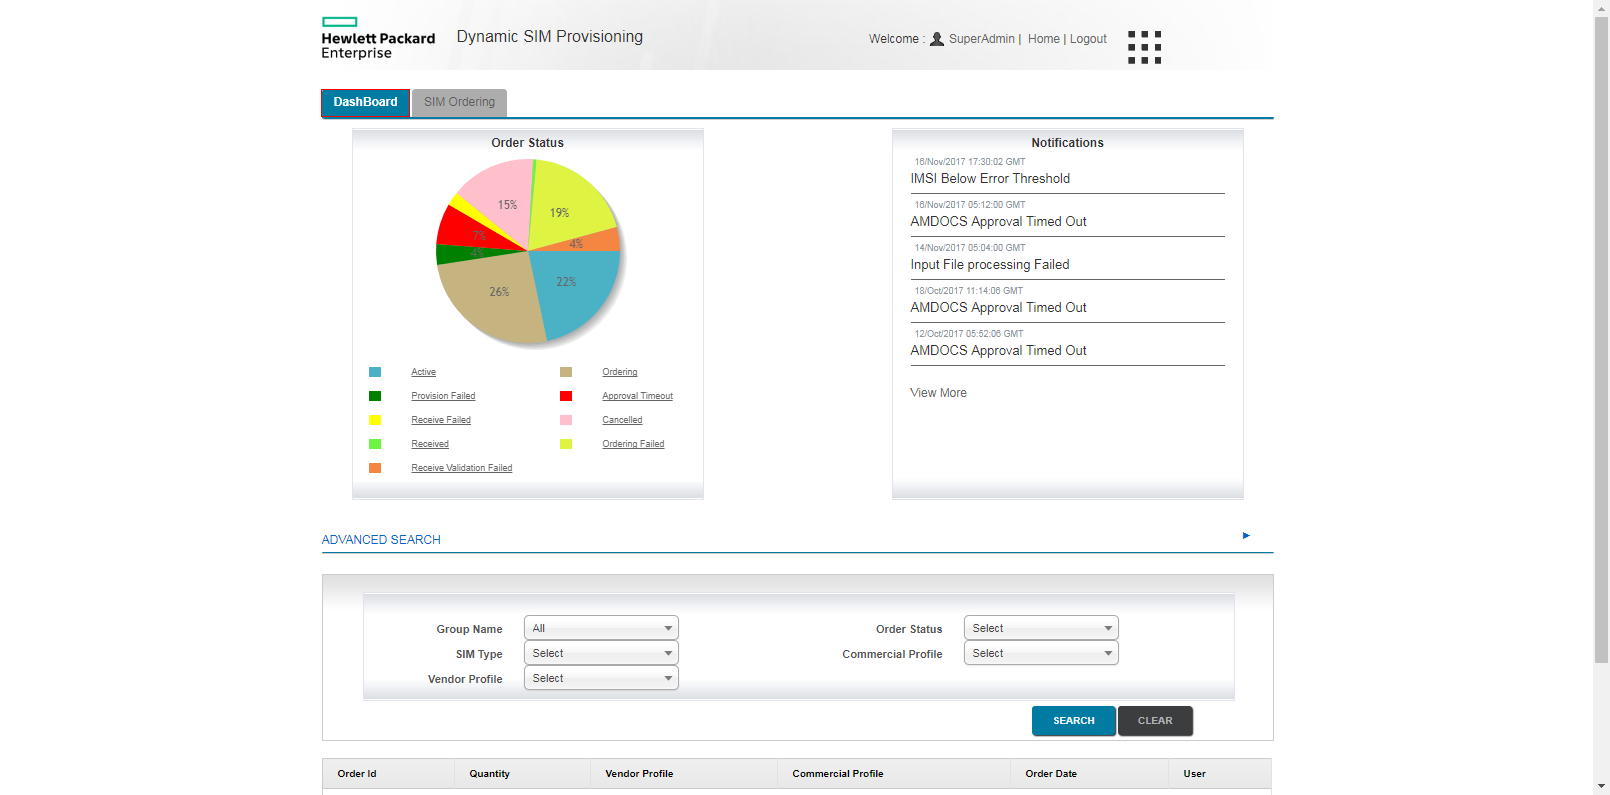 Hewlett Packard
Enterprise
Dynamic SIM Provisioning
Welcome : SuperAdmin | Home | Logout
DashBoard
SIM Ordering
Order Status
15%
19%
7%
4%
4%
26%
22%
Active
Ordering
Provision Failed
Approval Timeout
Receive Failed
Cancelled
Received
Ordering Failed
Receive Validation Failed
Notifications
16/Nov/2017 17:30:02 GMT
IMSI Below Error Threshold
16/Nov/2017 05:12:00 GMT
AMDOCS Approval Timed Out
14/Nov/2017 05:04:00 GMT
Input File processing Failed
18/Oct/2017 11:14:06 GMT
AMDOCS Approval Timed Out
12/Oct/2017 05:52:06 GMT
AMDOCS Approval Timed Out
View More
ADVANCED SEARCH
Group Name All
Order Status Select
SIM Type Select
Commercial Profile Select
Vendor Profile Select
SEARCH CLEAR
Order Id Quantity Vendor Profile Commercial Profile Order Date User